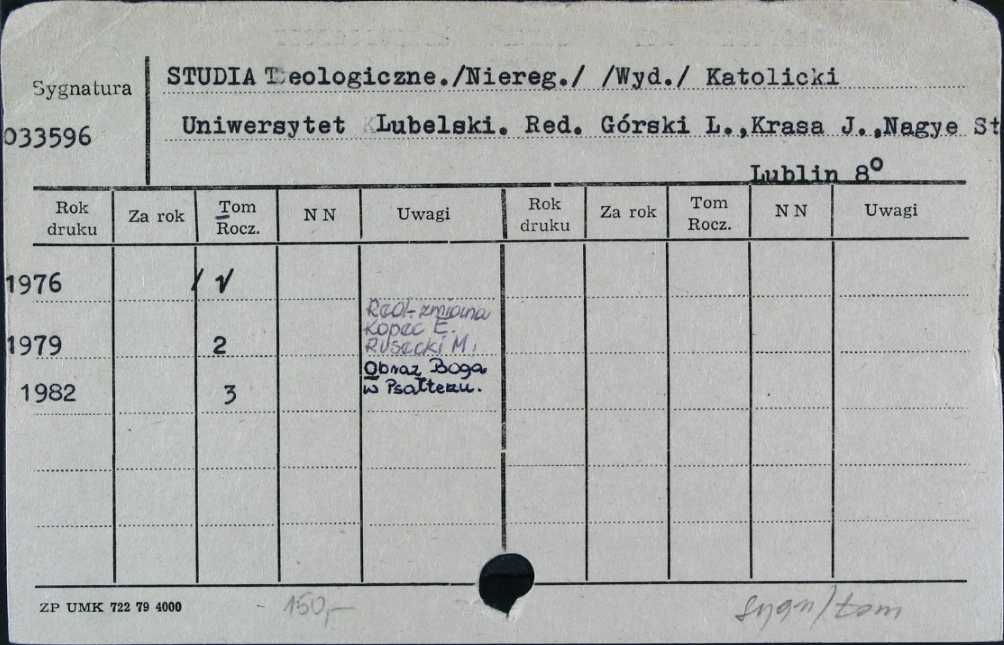 Sygnatura
033596
STUDIA Teologiczne./Niereg./ /Wyd./ Katolicki
Uniwersytet Lubelski. Red. Górski L.,Krasa J.,Nagye St
Lublin 8°
Rok druku Za rok Tom Rocz. N N Uwagi Rok druku Za rok Tom Rocz. N N Uwagi
1976 / √
Red.-zmiana
Kopec E.
1979 2 Rusecki M.
Obraz Boga
1982 3 w Psałterzu.
ZP UMK 722 79 4000
150,-
sygn/tom